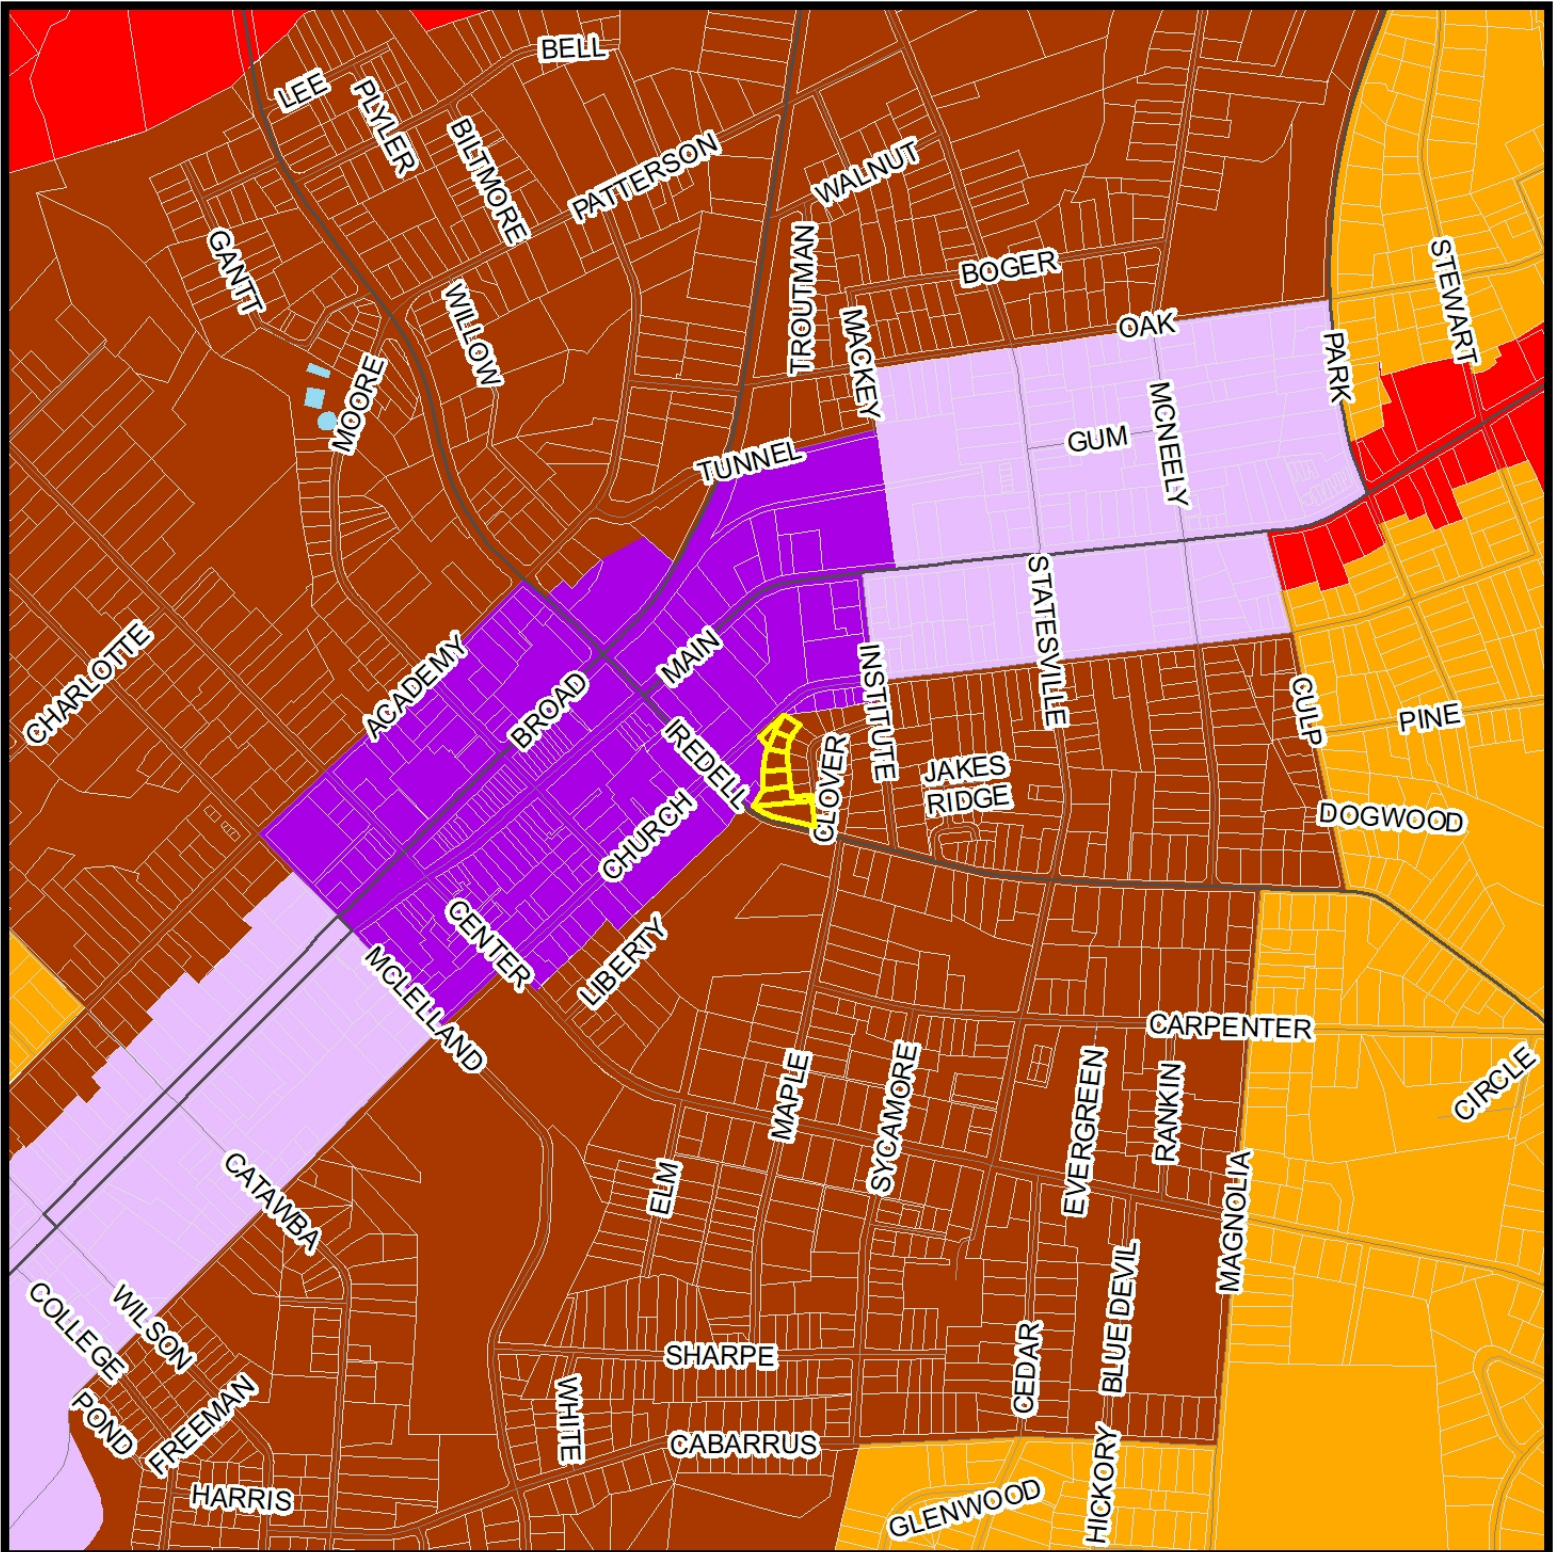 BELL
LEE
PLYLER
BILTMORE
PATTERSON
WALNUT
GANTT
WILLOW
TROUTMAN
BOGER
STEWART
MACKEY
OAK
PARK
MOORE
MCNEELY
GUM
TUNNEL
CHARLOTTE
ACADEMY
BROAD
MAIN
STATESVILLE
INSTITUTE
IREDELL
CLOVER
CULP
PINE
JAKES
RIDGE
DOGWOOD
CHURCH
CENTER
LIBERTY
MCLELLAND
CARPENTER
MAPLE
SYCAMORE
EVERGREEN
RANKIN
CIRCLE
ELM
MAGNOLIA
CATAWBA
COLLEGE
WILSON
BLUE DEVIL
SHARPE
CEDAR
POND
FREEMAN
WHITE
CABARRUS
HARRIS
GLENWOOD
HICKORY